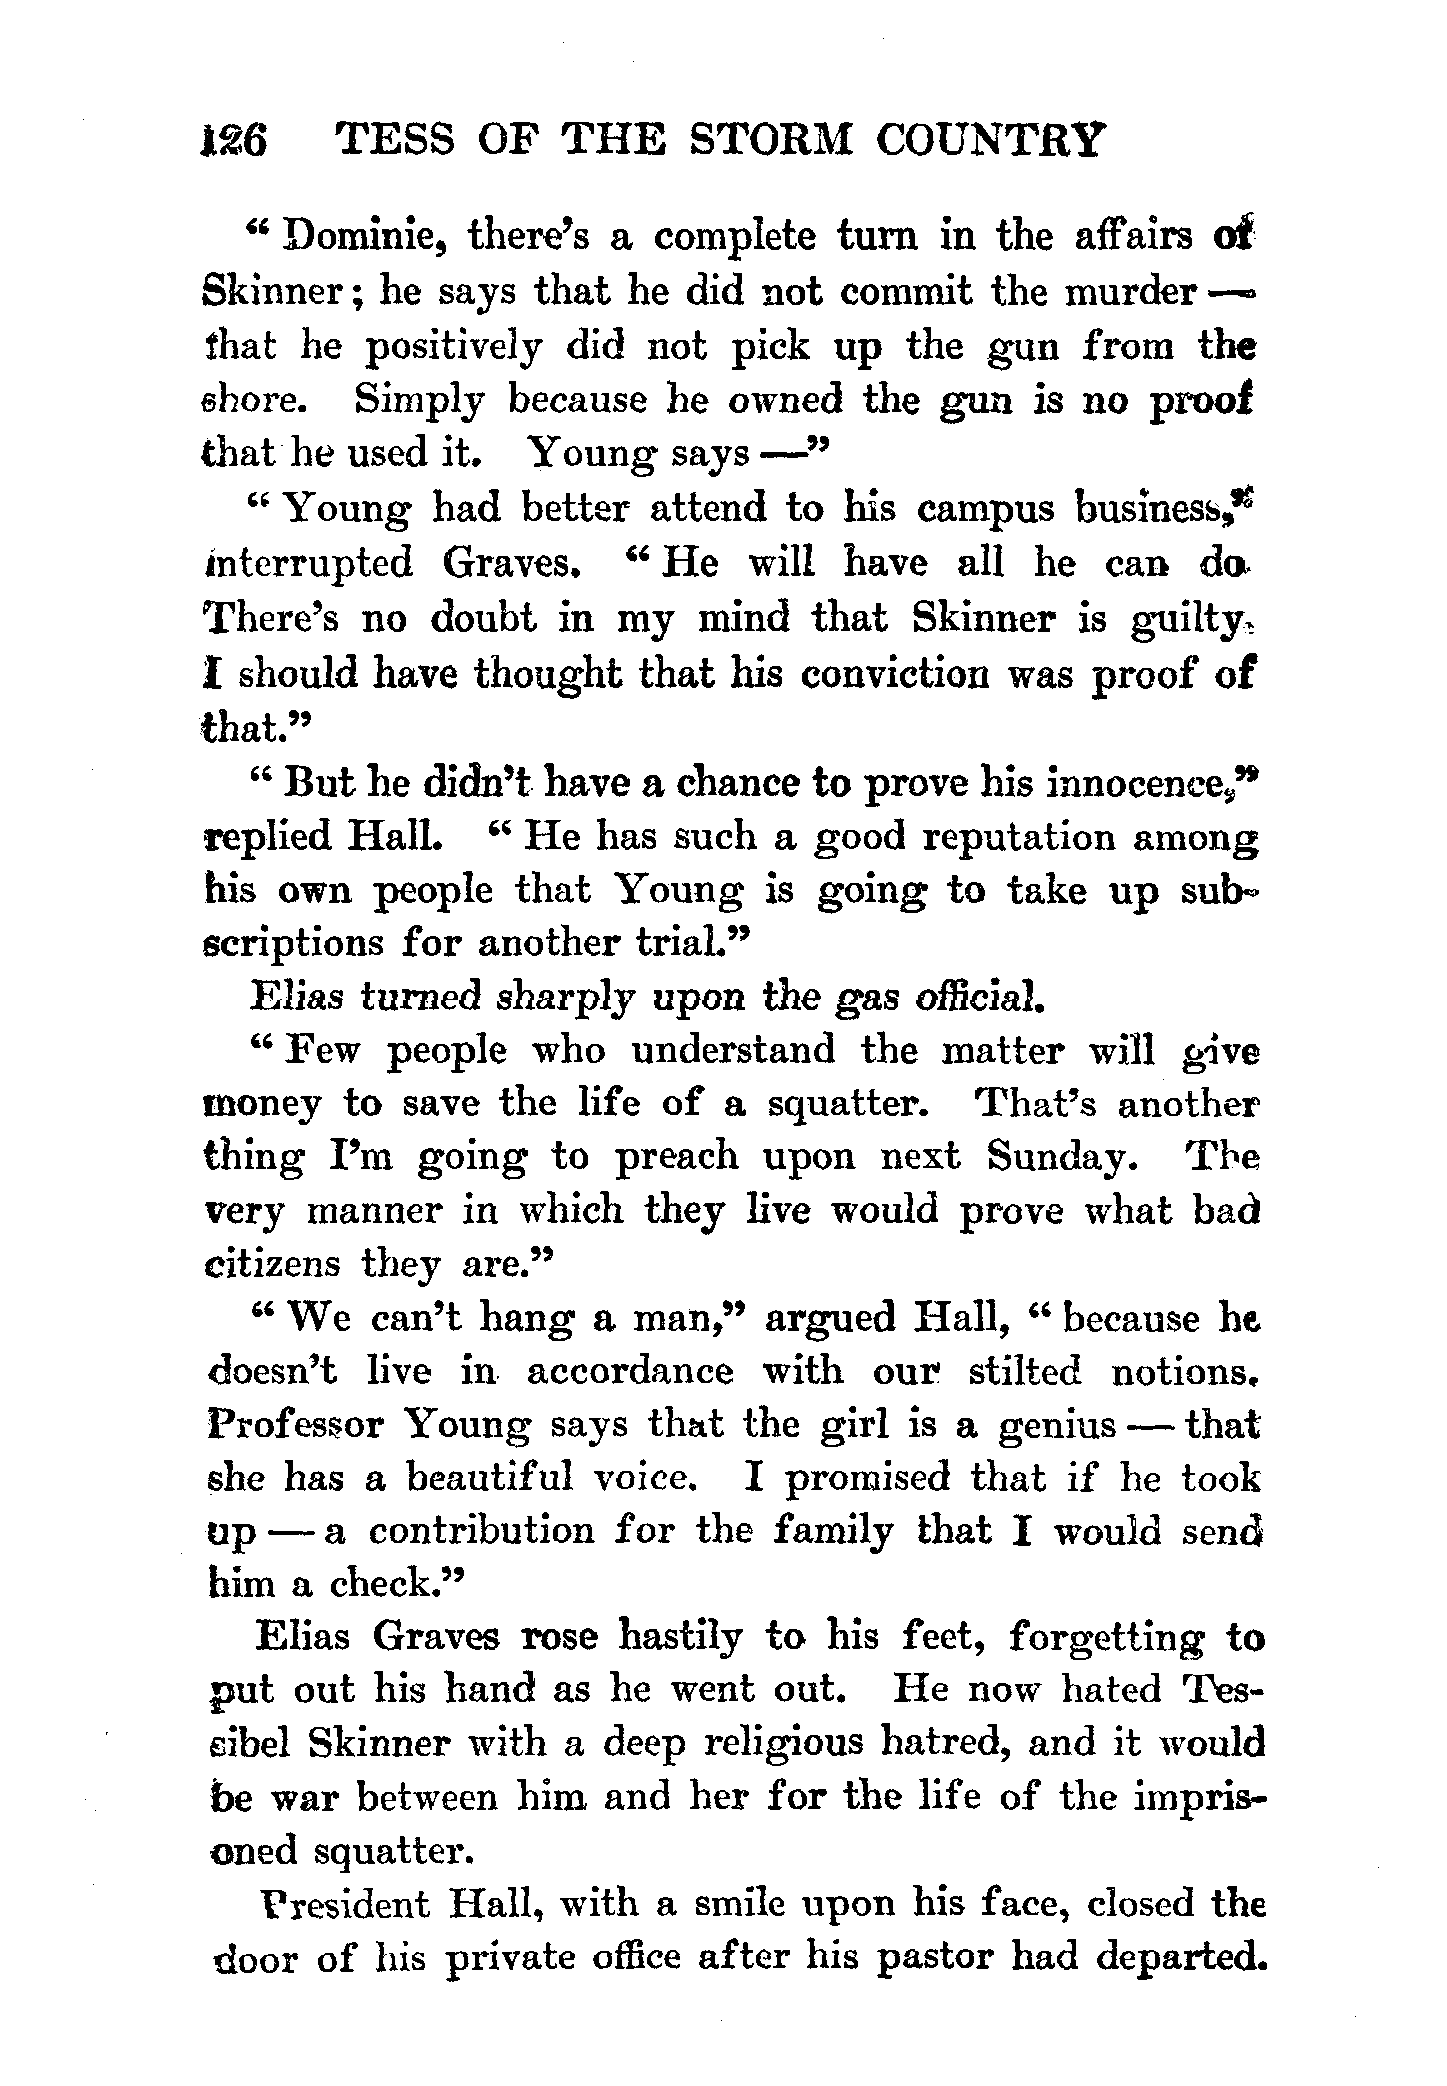 126 TESS OF THE STORM COUNTRY
“ Dominie, there’s a complete turn in the affairs of
Skinner; he says that he did not commit the murder —
that he positively did not pick up the gun from the
shore. Simply because he owned the gun is no proof
that he used it. Young says —”
“ Young had better attend to his campus business,”
interrupted Graves. “ He will have all he can do.
There’s no doubt in my mind that Skinner is guilty.
I should have thought that his conviction was proof of
that.”
“ But he didn’t have a chance to prove his innocence,”
replied Hall. “ He has such a good reputation among
his own people that Young is going to take up sub-
scriptions for another trial.”
Elias turned sharply upon the gas official.
“ Few people who understand the matter will give
money to save the life of a squatter. That’s another
thing I’m going to preach upon next Sunday. The
very manner in which they live would prove what bad
citizens they are.”
“ We can’t hang a man,” argued Hall, “ because he
doesn’t live in accordance with our stilted notions.
Professor Young says that the girl is a genius — that
she has a beautiful voice. I promised that if he took
up — a contribution for the family that I would send
him a check.”
Elias Graves rose hastily to his feet, forgetting to
put out his hand as he went out. He now hated Tes-
sibel Skinner with a deep religious hatred, and it would
be war between him and her for the life of the impris-
oned squatter.
President Hall, with a smile upon his face, closed the
door of his private office after his pastor had departed.